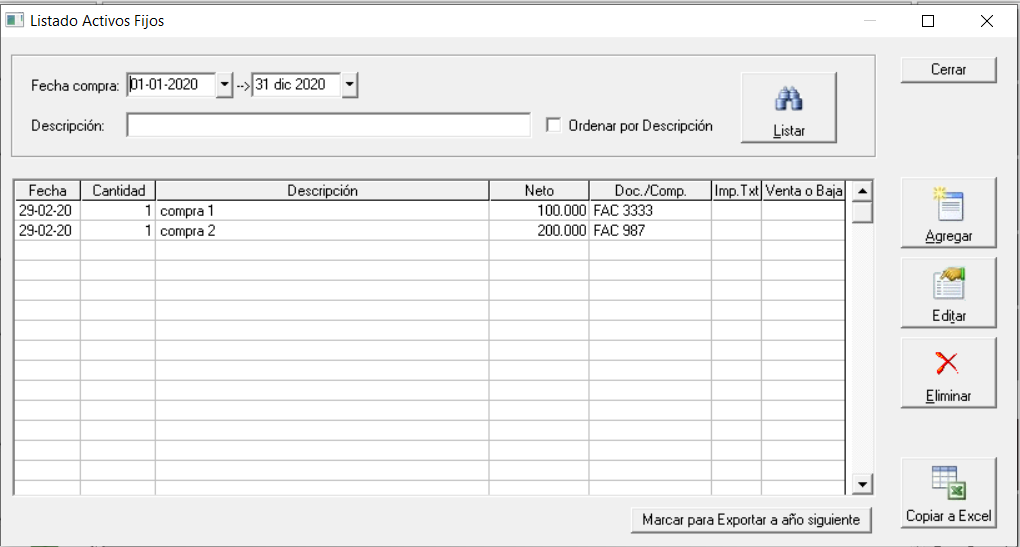 Listado Activos Fijos
Fecha compra: 01-01-2020 --> 31 dic 2020
Cerrar
Descripción: Ordenar por Descripción
Listar
Fecha Cantidad Descripción Neto Doc./Comp. Imp.Txt Venta o Baja
29-02-20 1 compra 1 100.000 FAC 3333
29-02-20 1 compra 2 200.000 FAC 987
Agregar
Editar
Eliminar
Copiar a Excel
Marcar para Exportar a año siguiente